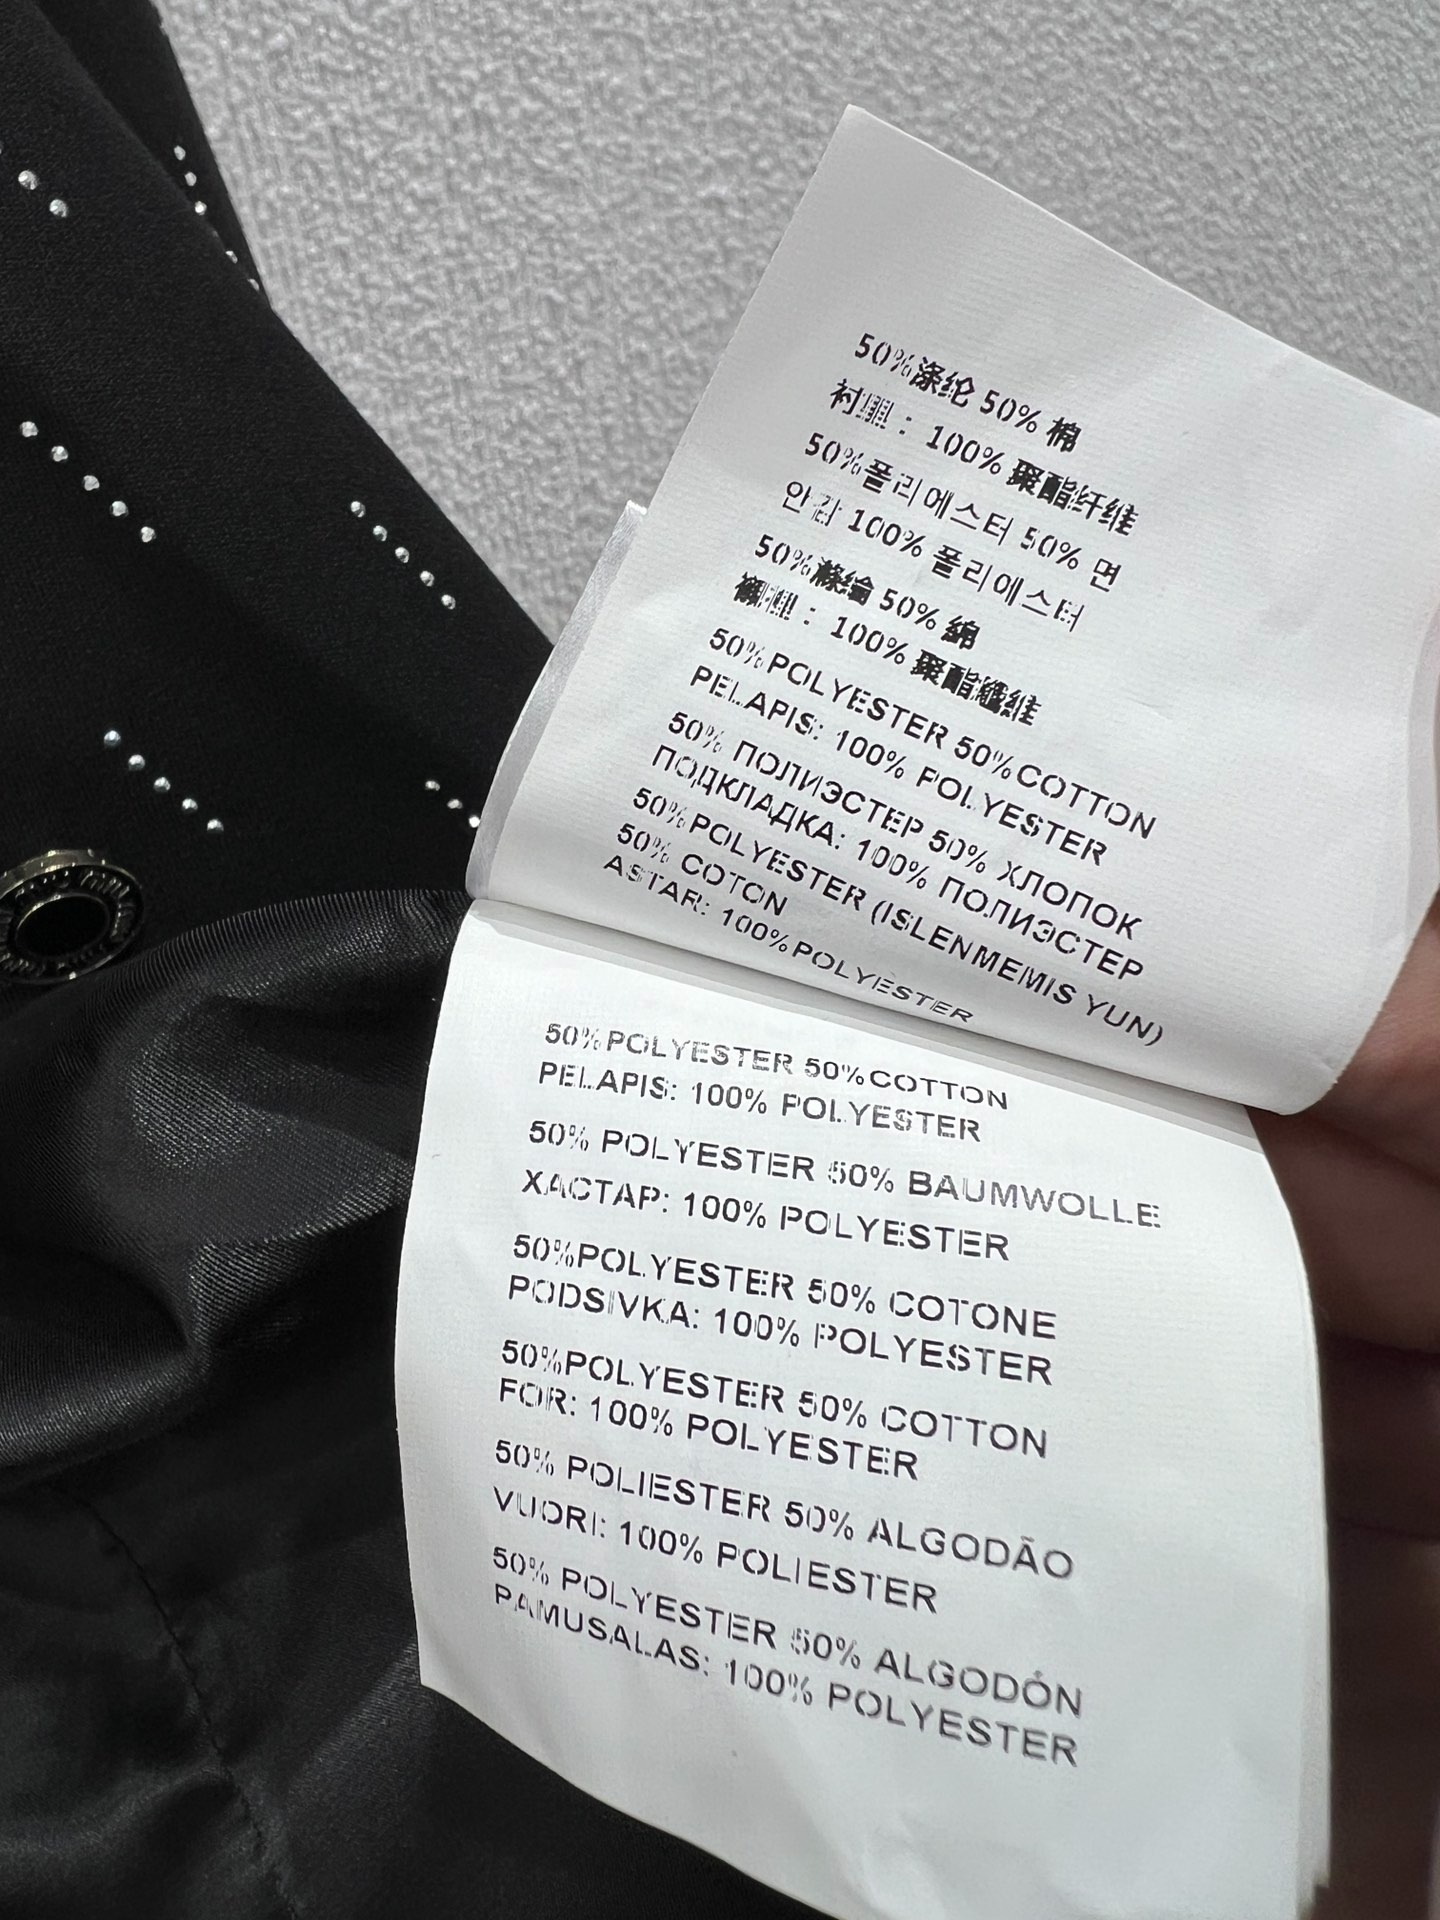 50%涤纶 50% 棉
衬里：100% 聚酯纤维
50%폴리에스터 50% 면
안감 100% 폴리에스터
50%滌綸 50% 綿
襯裡：100% 聚酯纖維
50%POLYESTER 50%COTTON
PELAPIS: 100% POLYESTER
50% ПОЛИЭСТЕР 50% ХЛОПОК
ПОДКЛАДКА: 100% ПОЛИЭСТЕР
50%POLYESTER (ISLENMEMIS YUN)
50% COTON
ASTAR: 100%POLYESTER
50%POLYESTER 50%COTTON
PELAPIS: 100% POLYESTER
50% POLYESTER 50% BAUMWOLLE
ХАСТАР: 100% POLYESTER
50%POLYESTER 50% COTONE
PODSIVKA: 100% POLYESTER
50%POLYESTER 50% COTTON
FOR: 100% POLYESTER
50% POLIESTER 50% ALGODÃO
VUORI: 100% POLIESTER
50% POLYESTER 50% ALGODÓN
PAMUSALAS: 100% POLYESTER